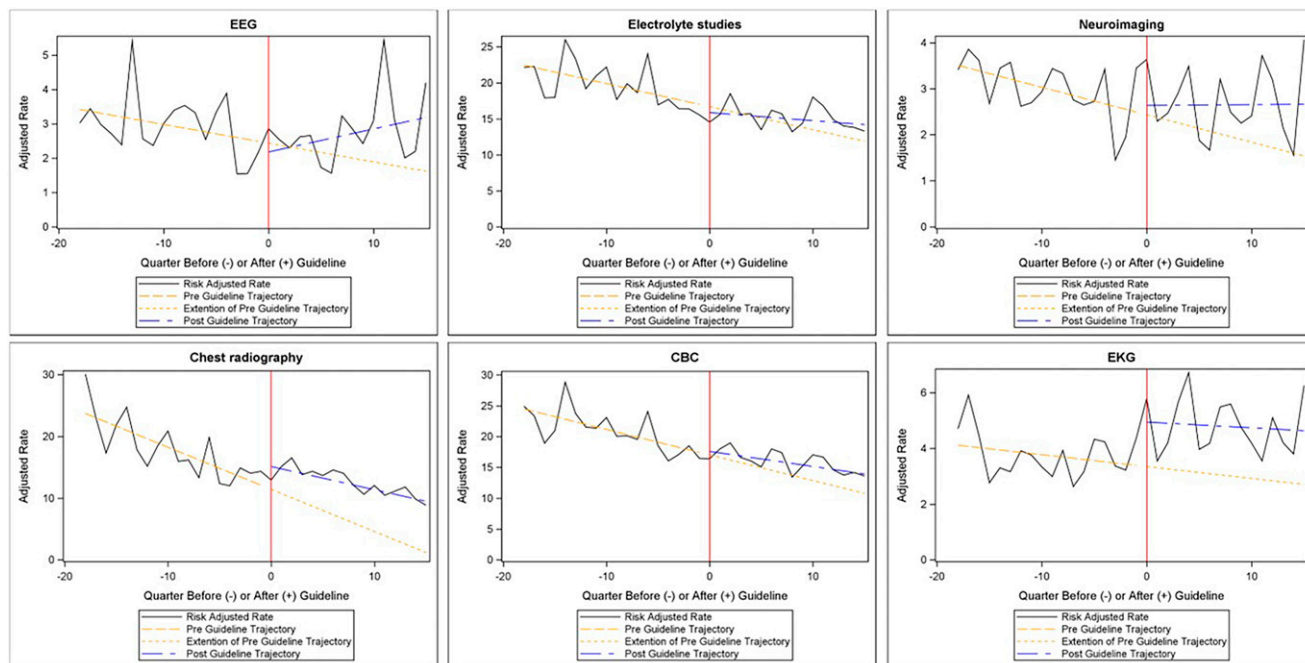 EEG
Adjusted Rate
5
4
3
2
1
0
-20 -10 0 10
Quarter Before (-) or After (+) Guideline
Risk Adjusted Rate
Pre Guideline Trajectory
Extention of Pre Guideline Trajectory
Post Guideline Trajectory
Electrolyte studies
Adjusted Rate
25
20
15
10
5
0
-20 -10 0 10
Quarter Before (-) or After (+) Guideline
Risk Adjusted Rate
Pre Guideline Trajectory
Extention of Pre Guideline Trajectory
Post Guideline Trajectory
Neuroimaging
Adjusted Rate
4
3
2
1
0
-20 -10 0 10
Quarter Before (-) or After (+) Guideline
Risk Adjusted Rate
Pre Guideline Trajectory
Extention of Pre Guideline Trajectory
Post Guideline Trajectory
Chest radiography
Adjusted Rate
30
20
10
0
-20 -10 0 10
Quarter Before (-) or After (+) Guideline
Risk Adjusted Rate
Pre Guideline Trajectory
Extention of Pre Guideline Trajectory
Post Guideline Trajectory
CBC
Adjusted Rate
30
25
20
15
10
5
0
-20 -10 0 10
Quarter Before (-) or After (+) Guideline
Risk Adjusted Rate
Pre Guideline Trajectory
Extention of Pre Guideline Trajectory
Post Guideline Trajectory
EKG
Adjusted Rate
6
4
2
0
-20 -10 0 10
Quarter Before (-) or After (+) Guideline
Risk Adjusted Rate
Pre Guideline Trajectory
Extention of Pre Guideline Trajectory
Post Guideline Trajectory